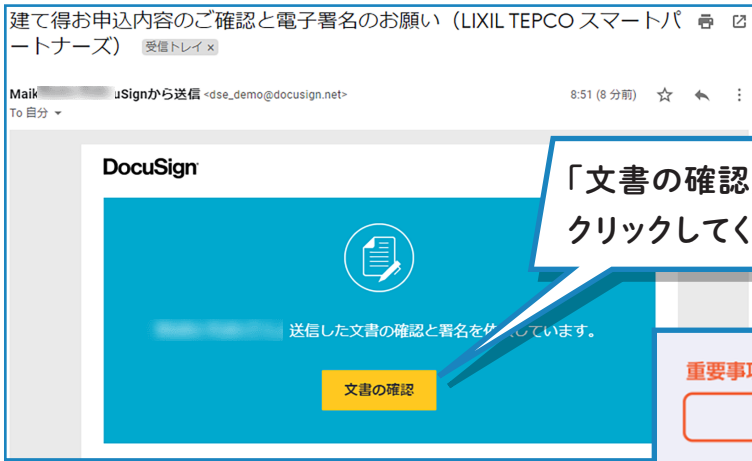 建て得お申込内容のご確認と電子署名のお願い（LIXIL TEPCO スマートパ
ートナーズ） 受信トレイ ×
Maik uSignから送信 <dse_demo@docusign.net>
8:51 (8 分前)
To 自分
DocuSign
「文書の確認
クリックしてく
送信した文書の確認と署名を依 しています。
文書の確認
重要事項